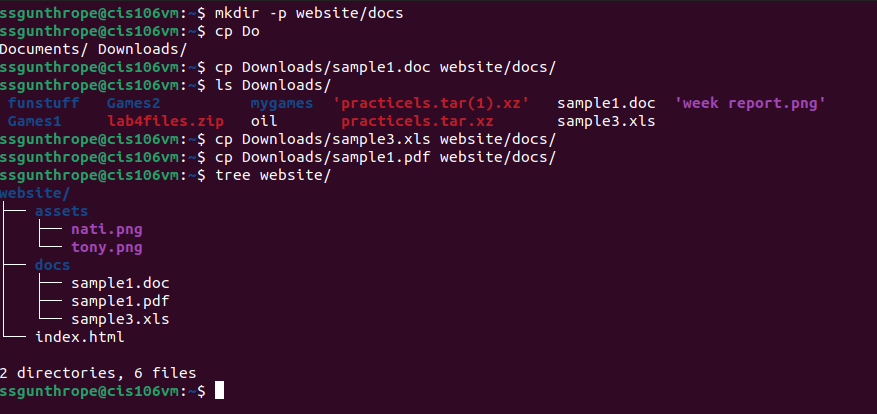 ssgunthrope@cis106vm:~$ mkdir -p website/docs
ssgunthrope@cis106vm:~$ cp Do
Documents/ Downloads/
ssgunthrope@cis106vm:~$ cp Downloads/sample1.doc website/docs/
ssgunthrope@cis106vm:~$ ls Downloads/
funstuff Games2 mygames 'practicels.tar(1).xz' sample1.doc 'week report.png'
Games1 lab4files.zip oil practicels.tar.xz sample3.xls
ssgunthrope@cis106vm:~$ cp Downloads/sample3.xls website/docs/
ssgunthrope@cis106vm:~$ cp Downloads/sample1.pdf website/docs/
ssgunthrope@cis106vm:~$ tree website/
website/
├── assets
│   ├── nati.png
│   └── tony.png
├── docs
│   ├── sample1.doc
│   ├── sample1.pdf
│   └── sample3.xls
└── index.html
2 directories, 6 files
ssgunthrope@cis106vm:~$